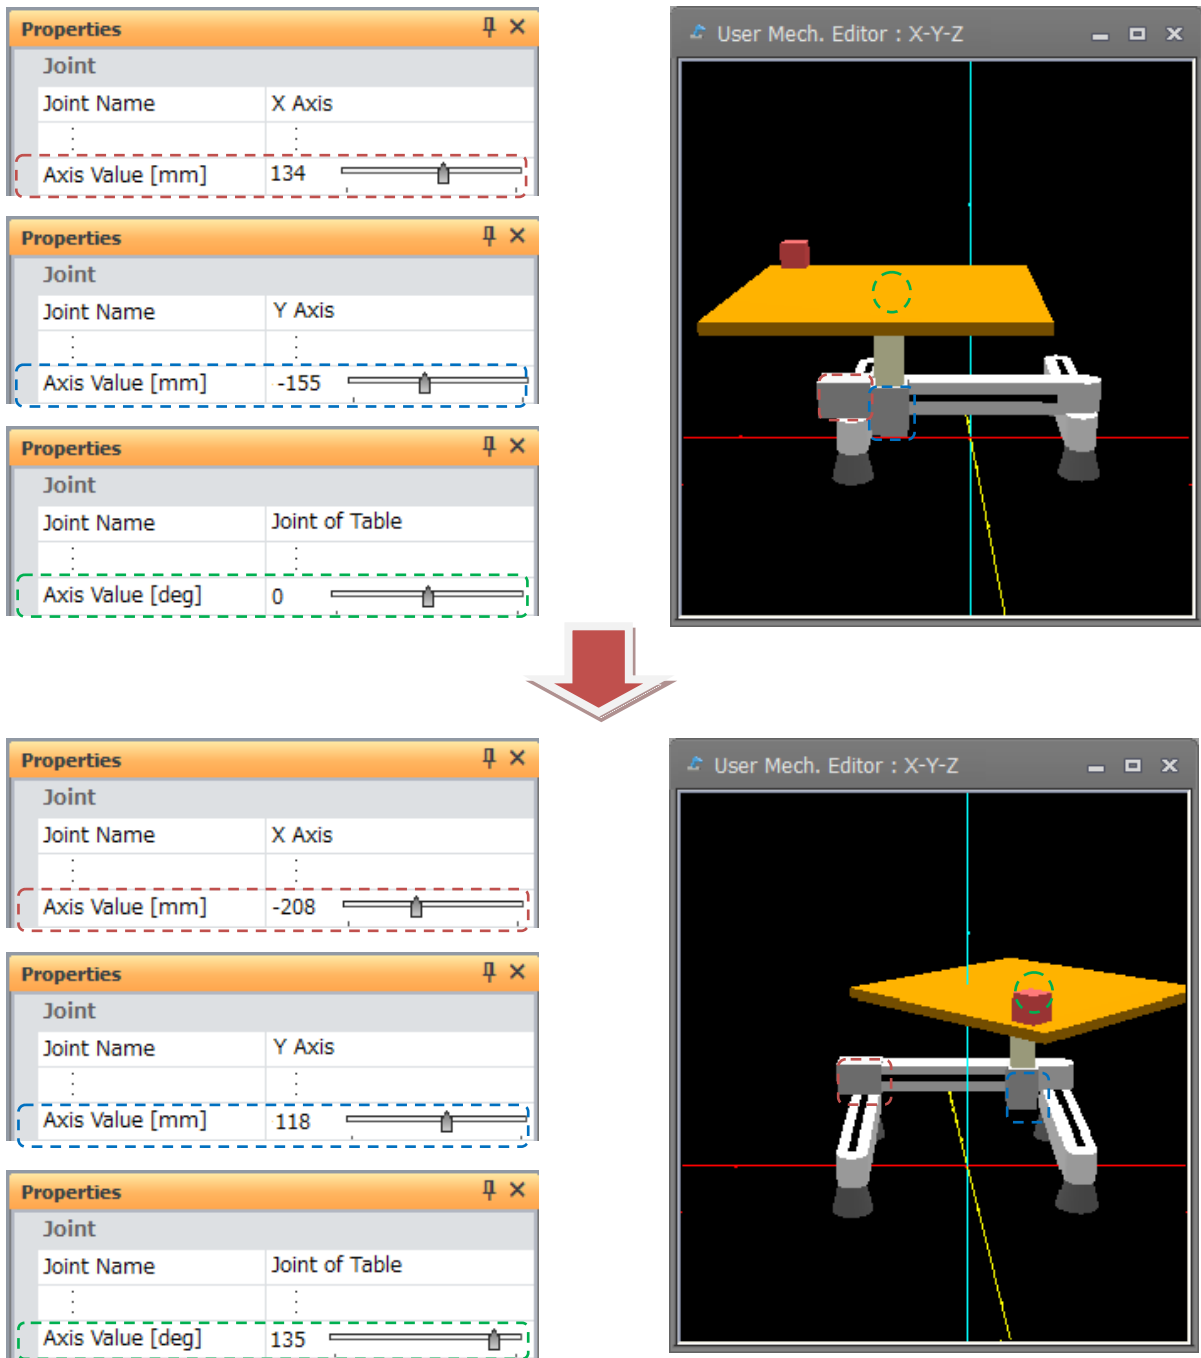 Properties
Joint
Joint Name X Axis
Axis Value [mm] 134
Properties
Joint
Joint Name Y Axis
Axis Value [mm] -155
Properties
Joint
Joint Name Joint of Table
Axis Value [deg] 0
User Mech. Editor : X-Y-Z
Properties
Joint
Joint Name X Axis
Axis Value [mm] -208
Properties
Joint
Joint Name Y Axis
Axis Value [mm] 118
Properties
Joint
Joint Name Joint of Table
Axis Value [deg] 135
User Mech. Editor : X-Y-Z